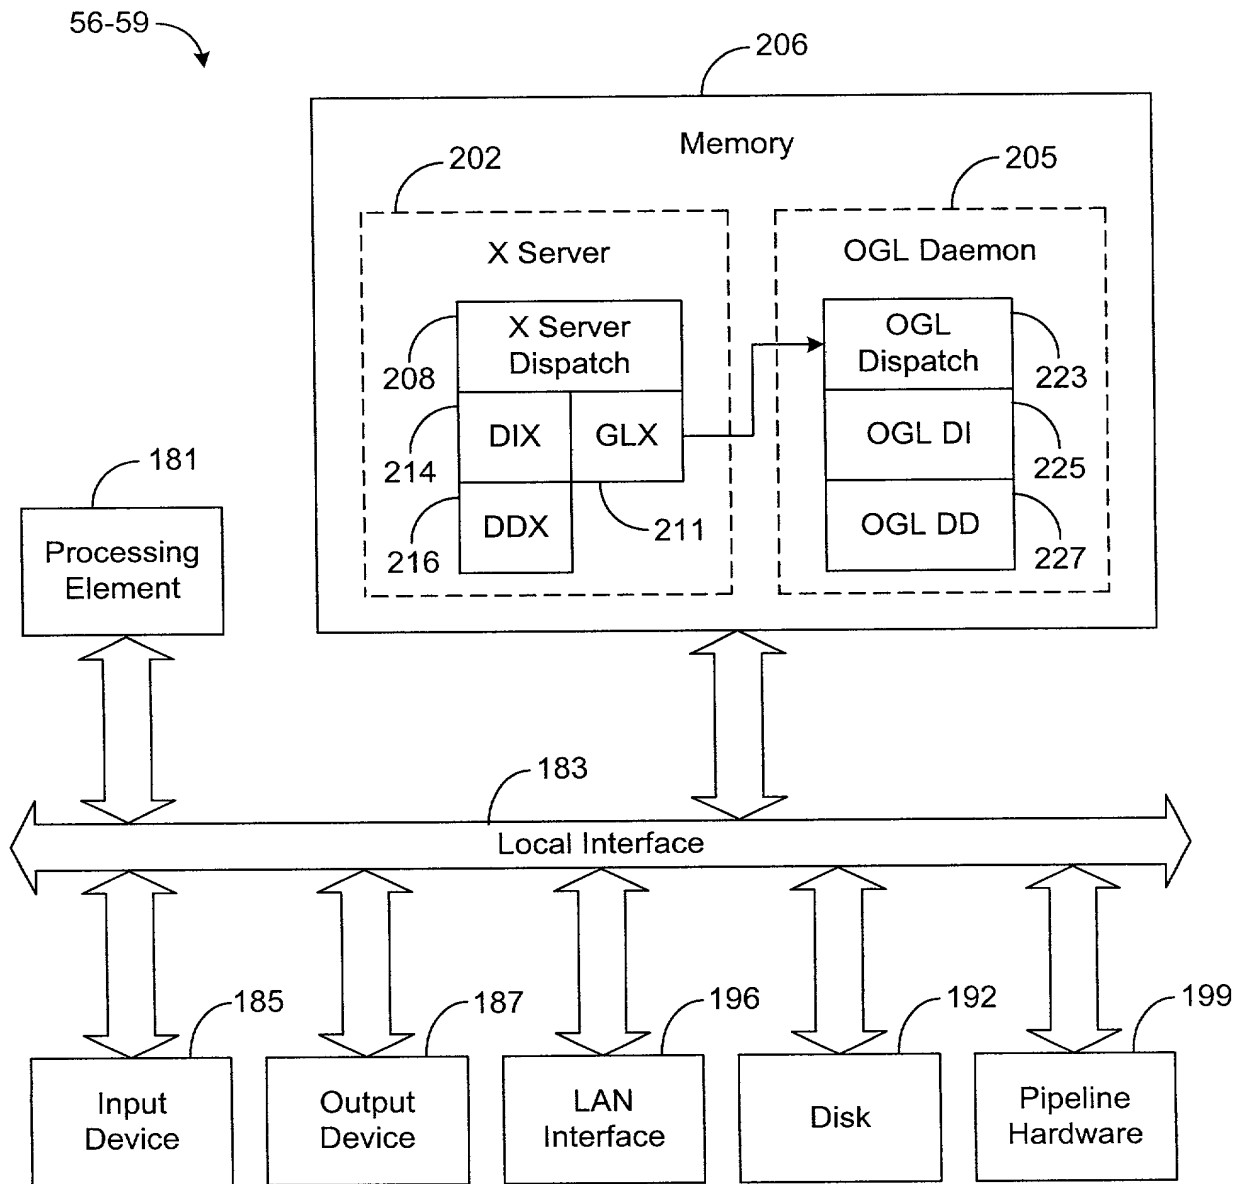 56-59
206
Memory
202
205
X Server
OGL Daemon
X Server
Dispatch
OGL
Dispatch
208
223
DIX
GLX
OGL DI
214
225
DDX
211
OGL DD
216
227
181
Processing
Element
183
Local Interface
185
187
196
192
199
Input
Device
Output
Device
LAN
Interface
Disk
Pipeline
Hardware